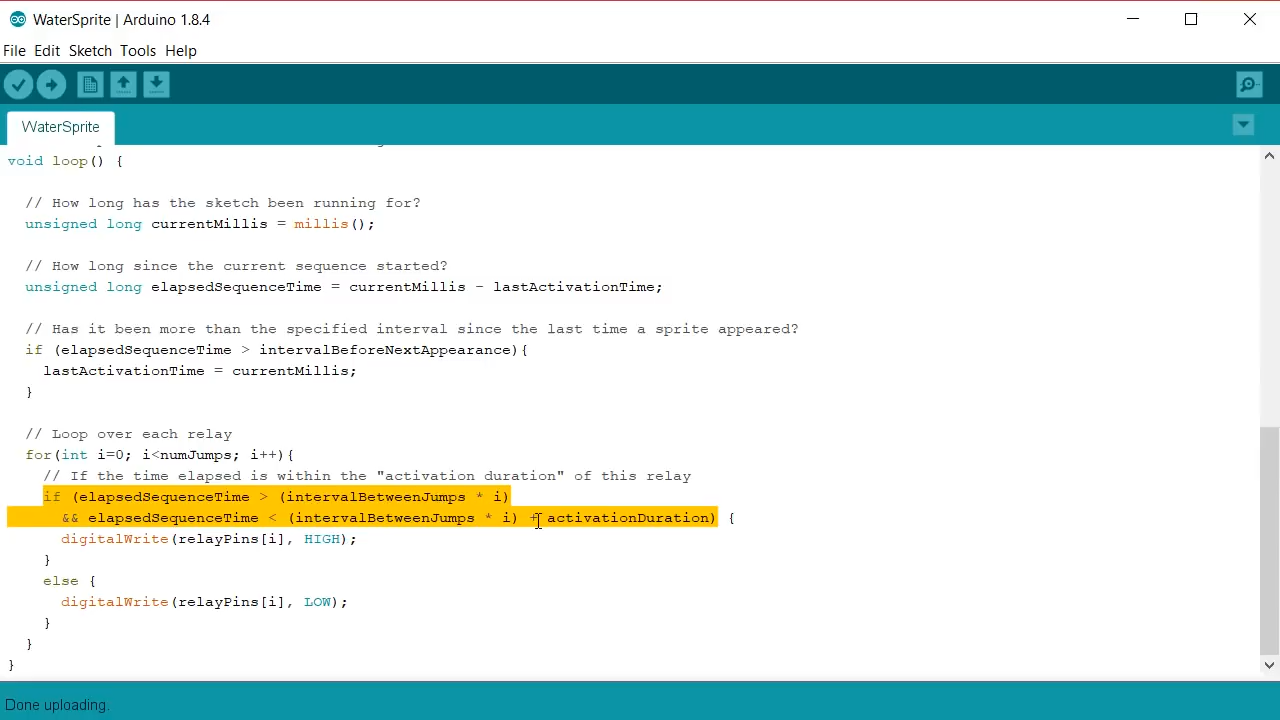 WaterSprite | Arduino 1.8.4
File Edit Sketch Tools Help
WaterSprite
void loop() {
// How long has the sketch been running for?
unsigned long currentMillis = millis();
// How long since the current sequence started?
unsigned long elapsedSequenceTime = currentMillis - lastActivationTime;
// Has it been more than the specified interval since the last time a sprite appeared?
if (elapsedSequenceTime > intervalBeforeNextAppearance){
lastActivationTime = currentMillis;
}
// Loop over each relay
for(int i=0; i<numJumps; i++){
// If the time elapsed is within the "activation duration" of this relay
if (elapsedSequenceTime > (intervalBetweenJumps * i)
&& elapsedSequenceTime < (intervalBetweenJumps * i) + activationDuration) {
digitalWrite(relayPins[i], HIGH);
}
else {
digitalWrite(relayPins[i], LOW);
}
}
}
Done uploading.